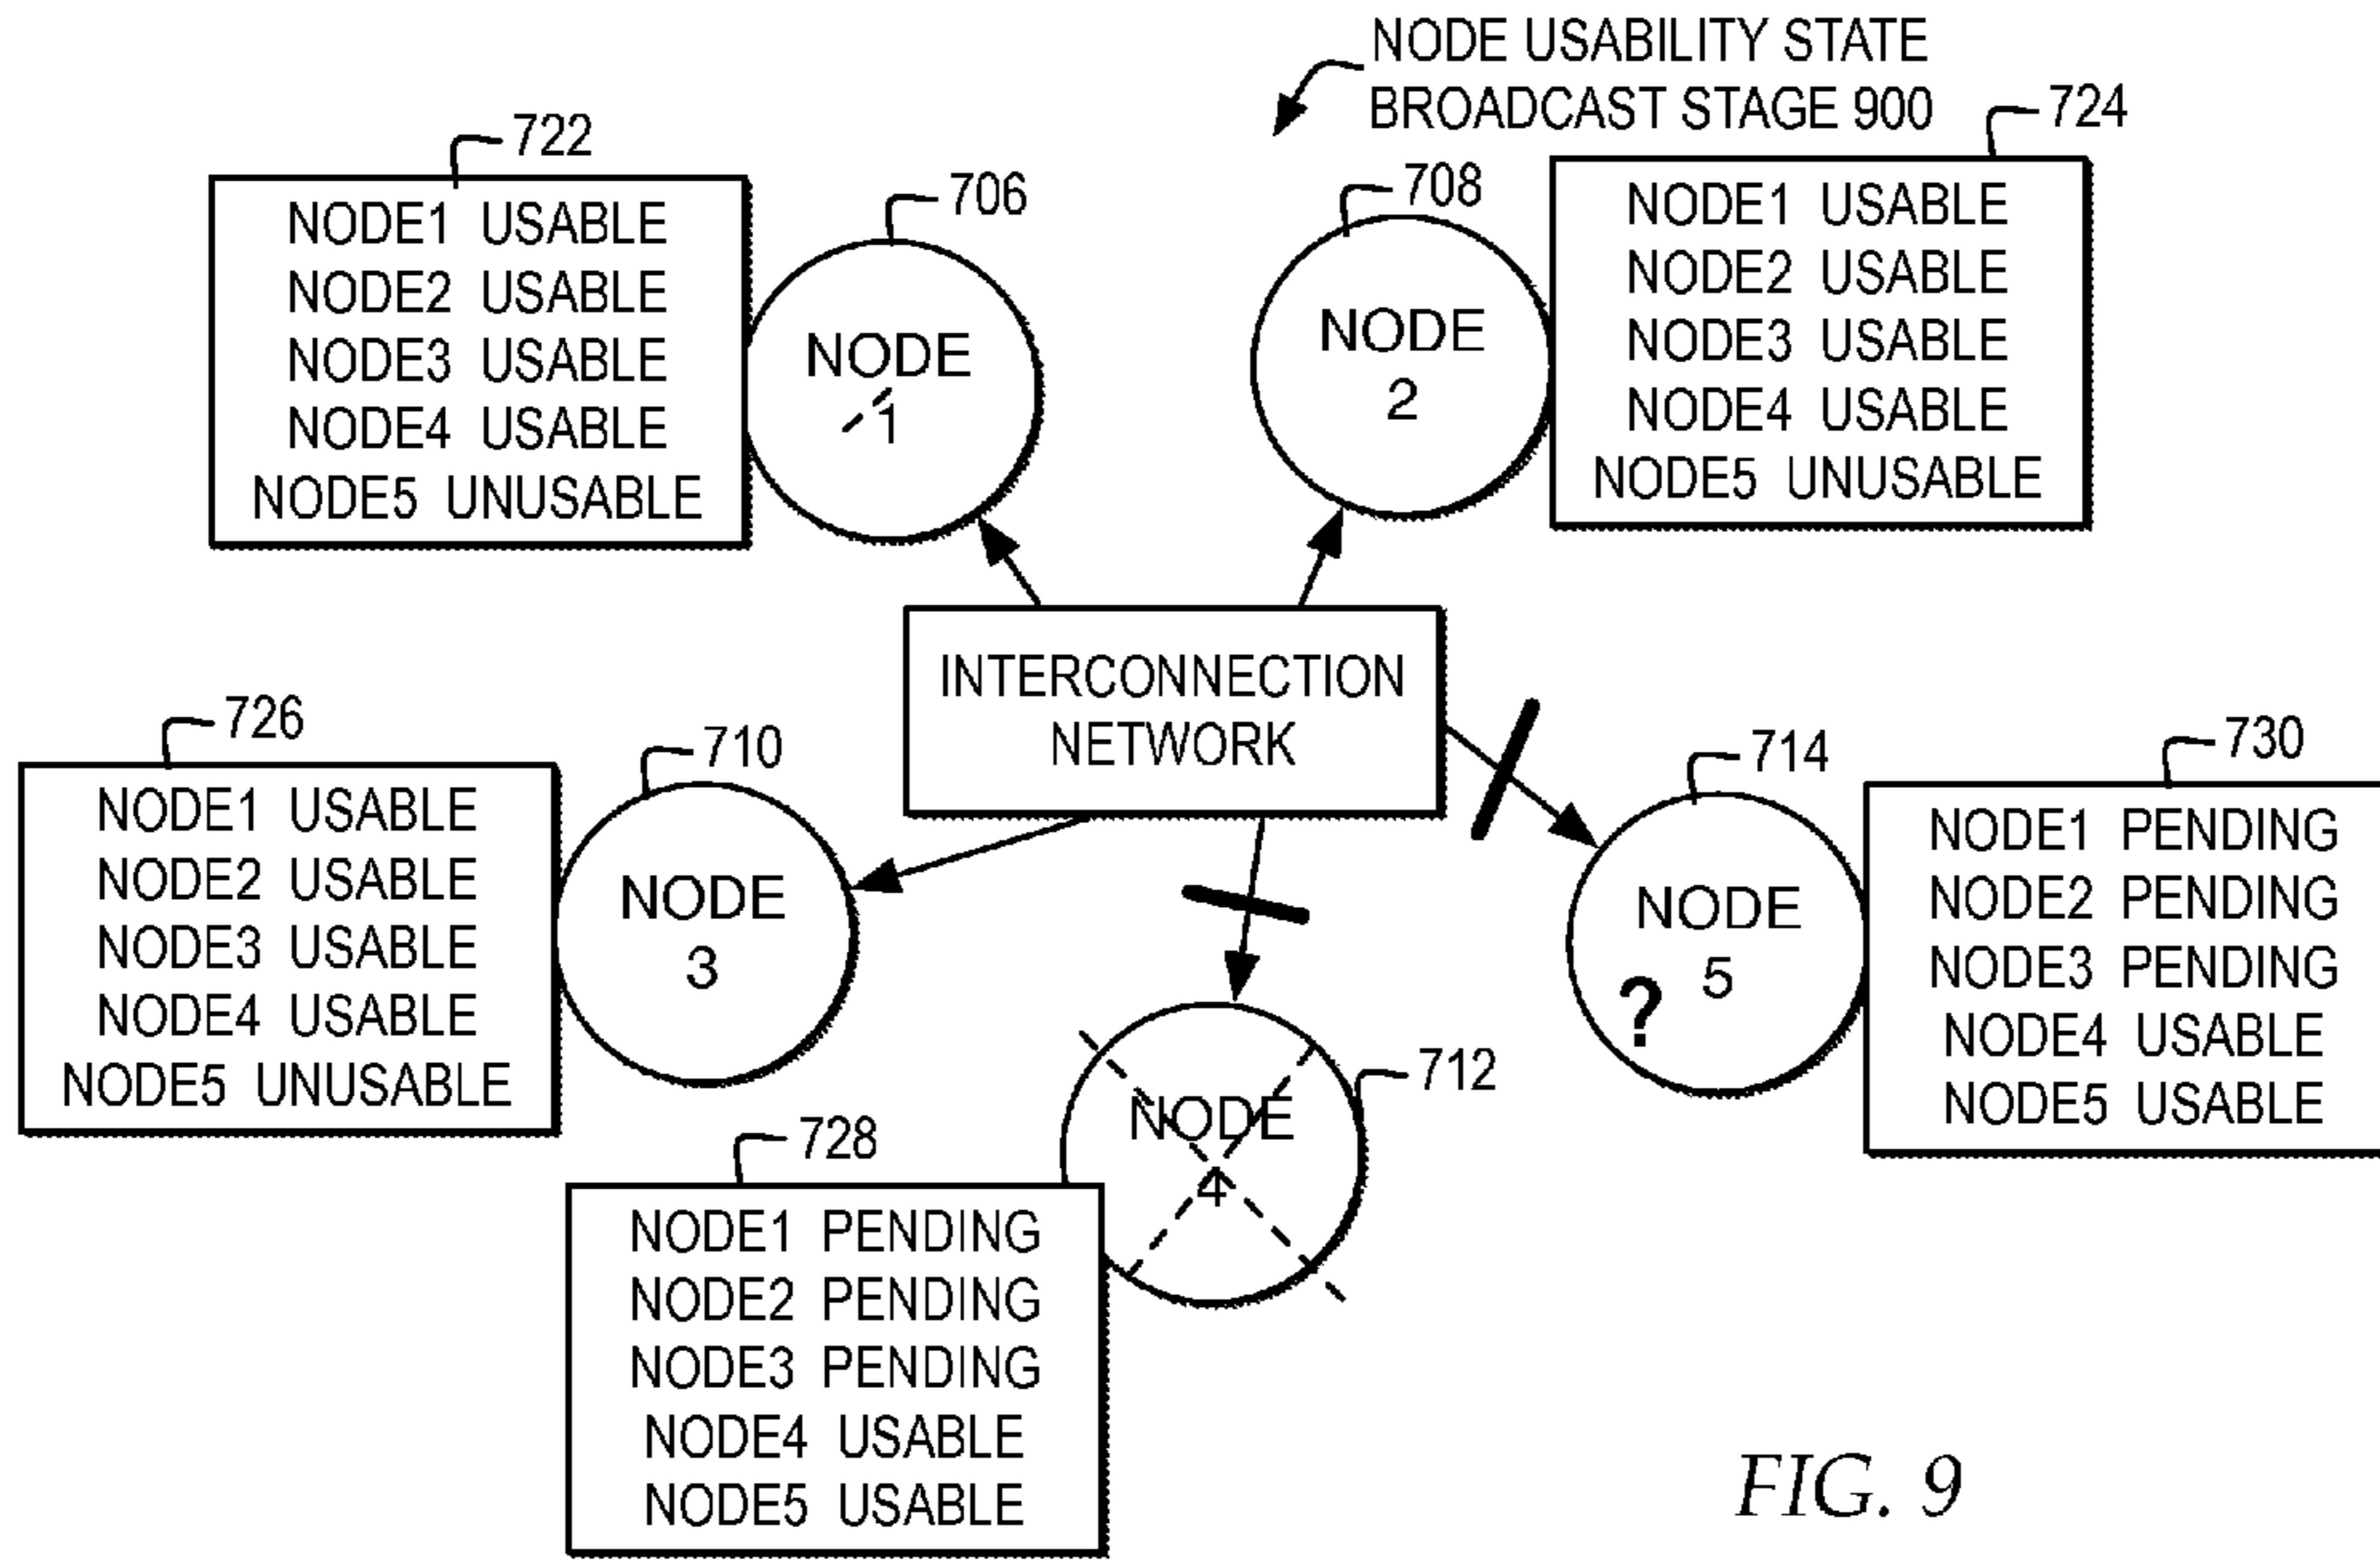 NODE USABILITY STATE
BROADCAST STAGE 900
722
NODE1 USABLE
NODE2 USABLE
NODE3 USABLE
NODE4 USABLE
NODE5 UNUSABLE
706
NODE
1
708
NODE
2
724
NODE1 USABLE
NODE2 USABLE
NODE3 USABLE
NODE4 USABLE
NODE5 UNUSABLE
INTERCONNECTION
NETWORK
726
NODE1 USABLE
NODE2 USABLE
NODE3 USABLE
NODE4 USABLE
NODE5 UNUSABLE
710
NODE
3
714
NODE
5
?
730
NODE1 PENDING
NODE2 PENDING
NODE3 PENDING
NODE4 USABLE
NODE5 USABLE
712
NODE
4
728
NODE1 PENDING
NODE2 PENDING
NODE3 PENDING
NODE4 USABLE
NODE5 USABLE
FIG. 9